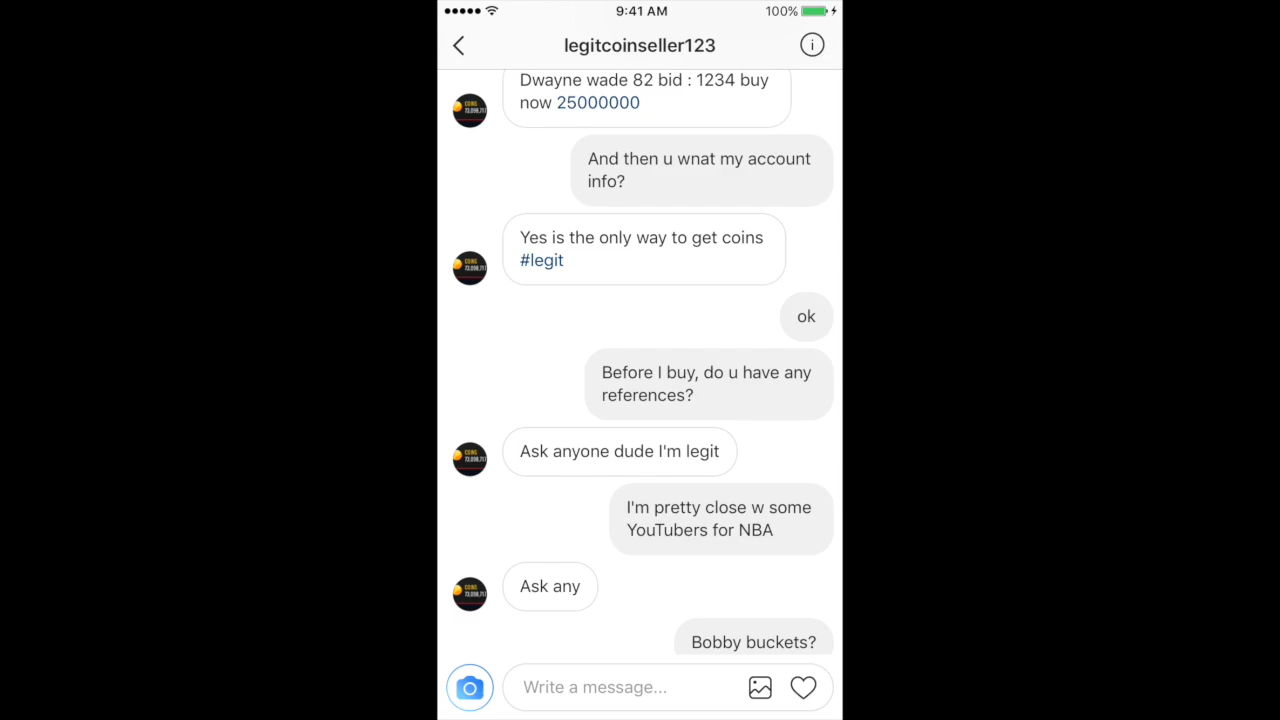 9:41 AM
100%
legitcoinseller123
Dwayne wade 82 bid : 1234 buy
now 25000000
And then u wnat my account
info?
Yes is the only way to get coins
#legit
ok
Before I buy, do u have any
references?
Ask anyone dude I'm legit
I'm pretty close w some
YouTubers for NBA
Ask any
Bobby buckets?
Write a message...